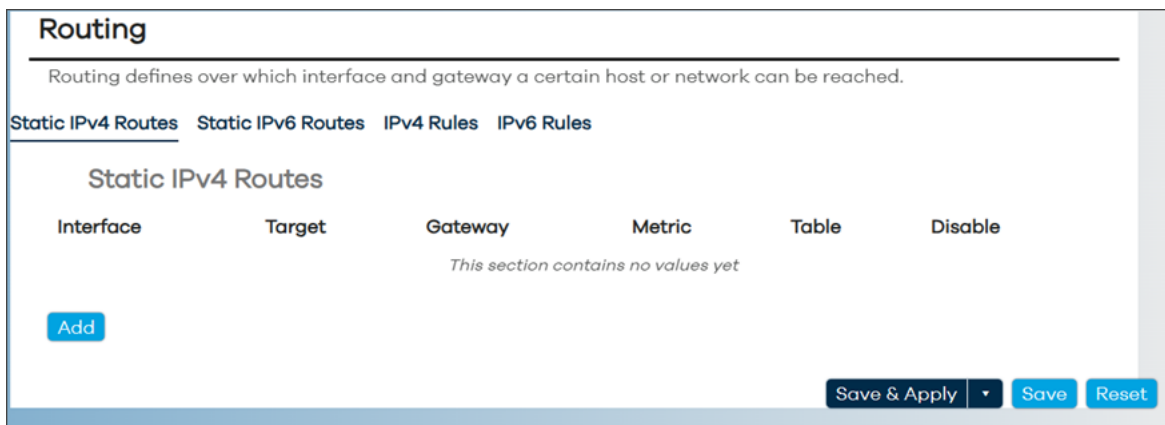 Routing
Routing defines over which interface and gateway a certain host or network can be reached.
Static IPv4 Routes Static IPv6 Routes IPv4 Rules IPv6 Rules
Static IPv4 Routes
Interface Target Gateway Metric Table Disable
This section contains no values yet
Add
Save & Apply Save Reset